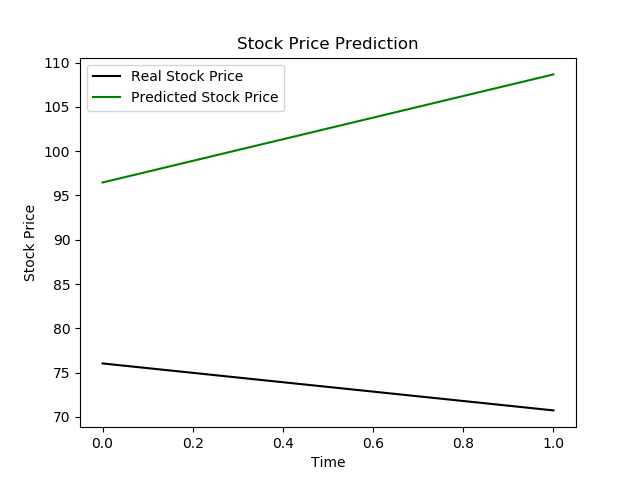 Stock Price Prediction
Real Stock Price
Predicted Stock Price
110
105
100
95
90
85
80
75
70
Stock Price
0.0 0.2 0.4 0.6 0.8 1.0
Time